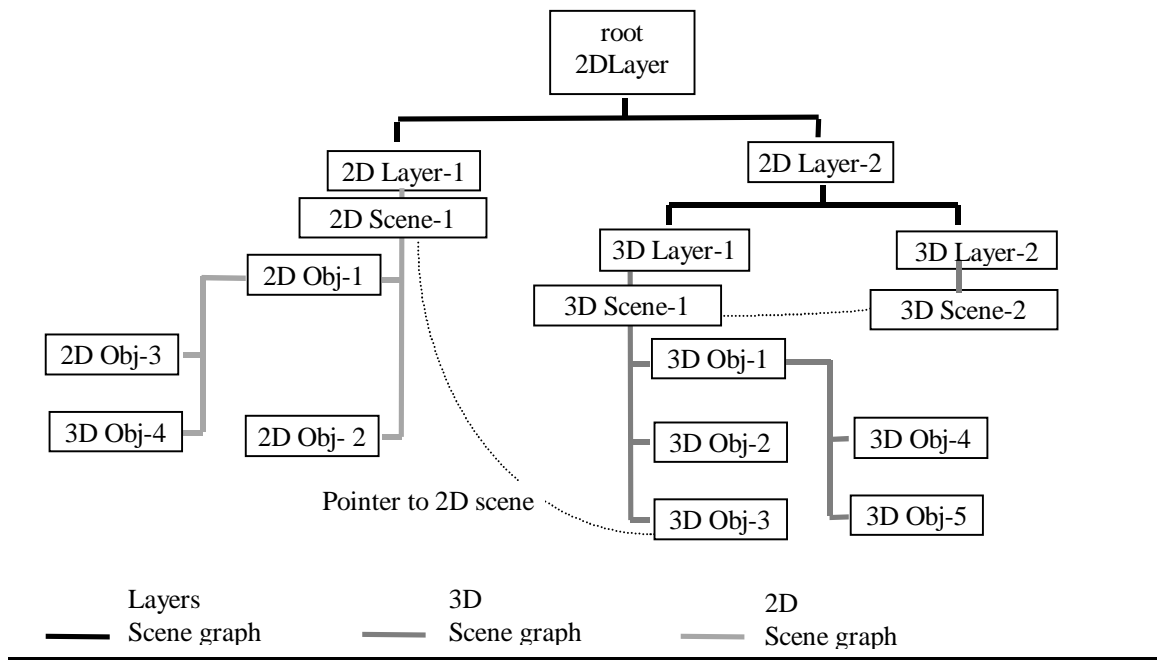 root
2DLayer
2D Layer-1
2D Layer-2
2D Scene-1
3D Layer-1
3D Layer-2
2D Obj-1
3D Scene-1
3D Scene-2
2D Obj-3
3D Obj-1
3D Obj-4
2D Obj- 2
3D Obj-2
3D Obj-4
Pointer to 2D scene
3D Obj-3
3D Obj-5
Layers
Scene graph
3D
Scene graph
2D
Scene graph